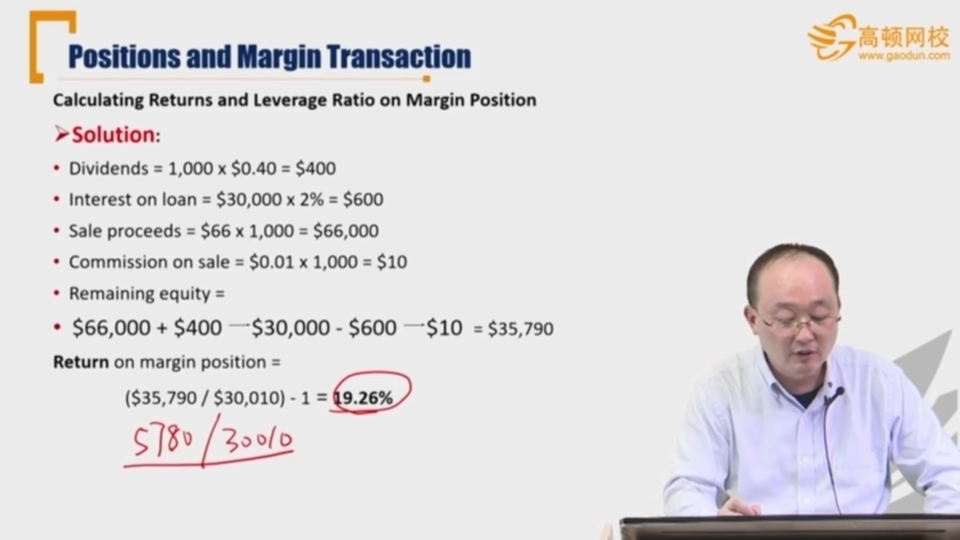 Positions and Margin Transaction
高顿网校
www.gaodun.com
Calculating Returns and Leverage Ratio on Margin Position
➢Solution:
• Dividends = 1,000 x $0.40 = $400
• Interest on loan = $30,000 x 2% = $600
• Sale proceeds = $66 x 1,000 = $66,000
• Commission on sale = $0.01 x 1,000 = $10
• Remaining equity =
• $66,000 + $400 —$30,000 - $600 —$10 = $35,790
Return on margin position =
($35,790 / $30,010) - 1 = 19.26%
5780/30010